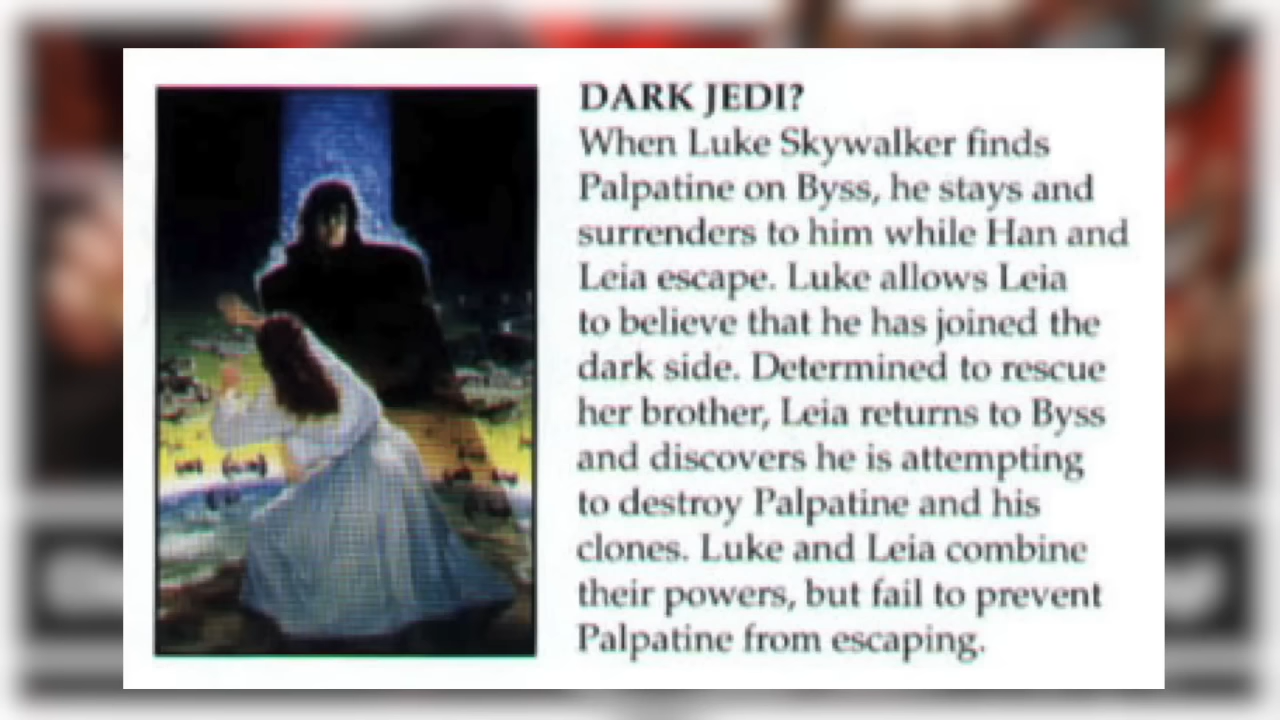 DARK JEDI?
When Luke Skywalker finds
Palpatine on Byss, he stays and
surrenders to him while Han and
Leia escape. Luke allows Leia
to believe that he has joined the
dark side. Determined to rescue
her brother, Leia returns to Byss
and discovers he is attempting
to destroy Palpatine and his
clones. Luke and Leia combine
their powers, but fail to prevent
Palpatine from escaping.